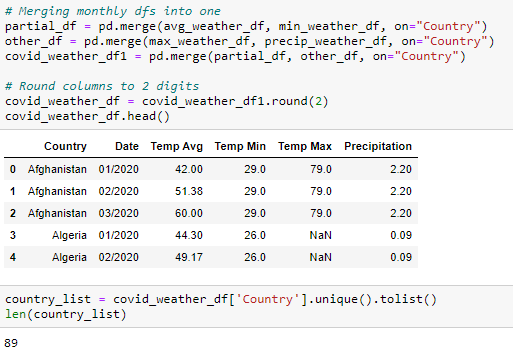 # Merging monthly dfs into one
partial_df = pd.merge(avg_weather_df, min_weather_df, on="Country")
other_df = pd.merge(max_weather_df, precip_weather_df, on="Country")
covid_weather_df1 = pd.merge(partial_df, other_df, on="Country")
# Round columns to 2 digits
covid_weather_df = covid_weather_df1.round(2)
covid_weather_df.head()
Country Date Temp Avg Temp Min Temp Max Precipitation
0 Afghanistan 01/2020 42.00 29.0 79.0 2.20
1 Afghanistan 02/2020 51.38 29.0 79.0 2.20
2 Afghanistan 03/2020 60.00 29.0 79.0 2.20
3 Algeria 01/2020 44.30 26.0 NaN 0.09
4 Algeria 02/2020 49.17 26.0 NaN 0.09
country_list = covid_weather_df['Country'].unique().tolist()
len(country_list)
89